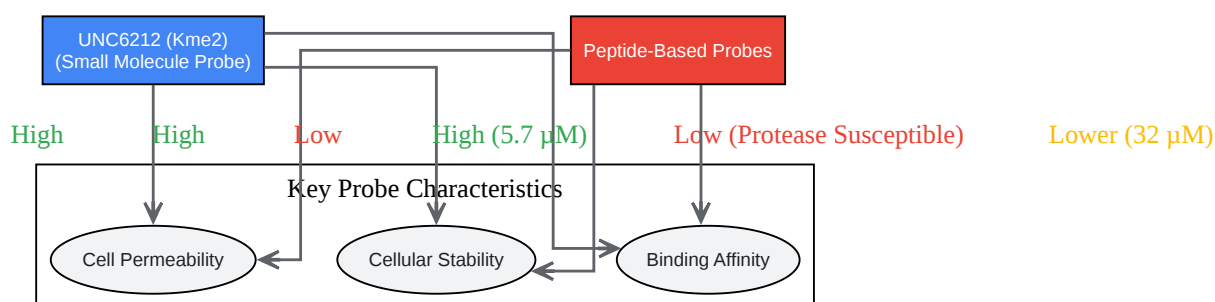 UNC6212 (Kme2)
(Small Molecule Probe)
Peptide-Based Probes
High
High
Low
High (5.7 µM)
Low (Protease Susceptible)
Lower (32 µM)
Key Probe Characteristics
Cell Permeability
Cellular Stability
Binding Affinity